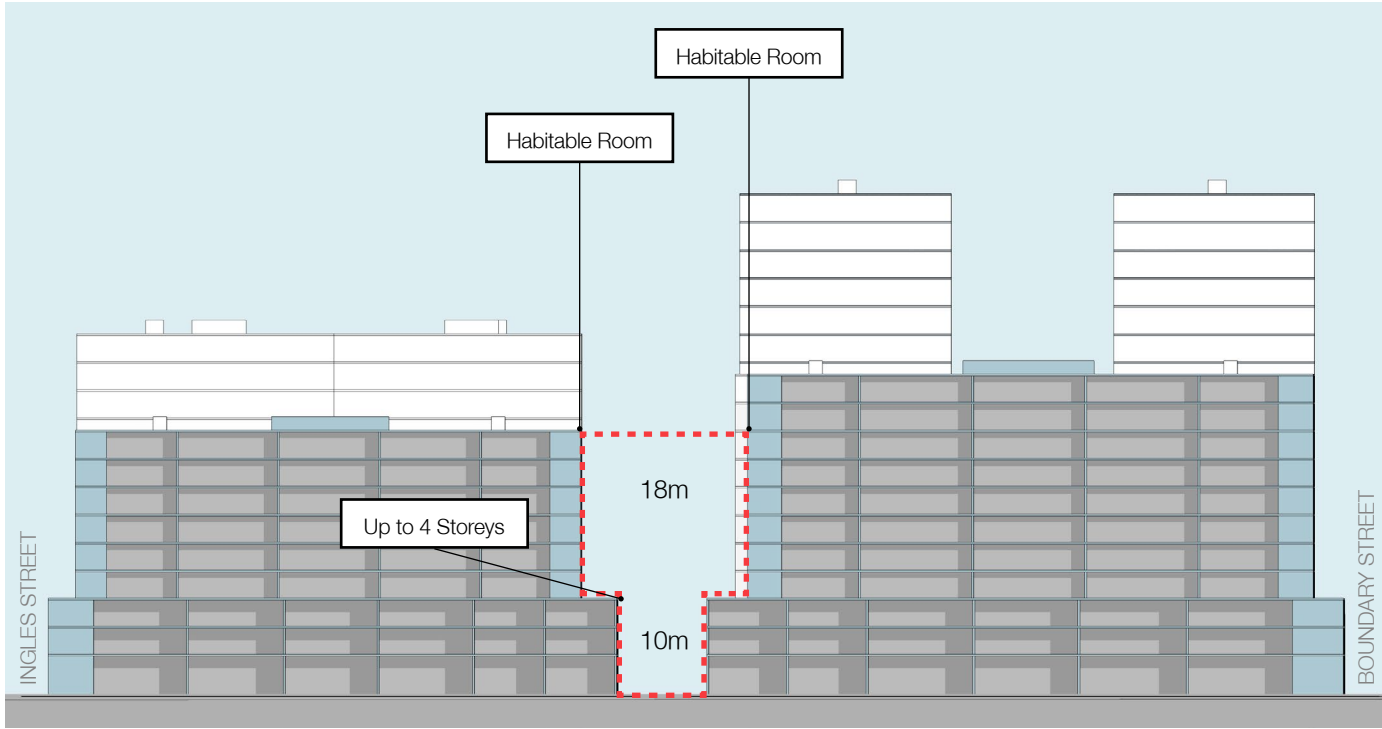 Habitable Room
Habitable Room
18m
Up to 4 Storeys
10m
INGLES STREET
BOUNDARY STREET